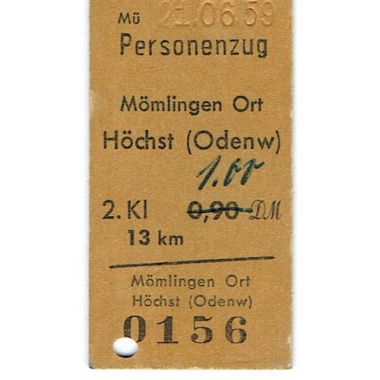 Mü 21.06.59
Personenzug
Mömlingen Ort
Höchst (Odenw)
1.00
2. Kl 0,90 DM
13 km
Mömlingen Ort
Höchst (Odenw)
0156